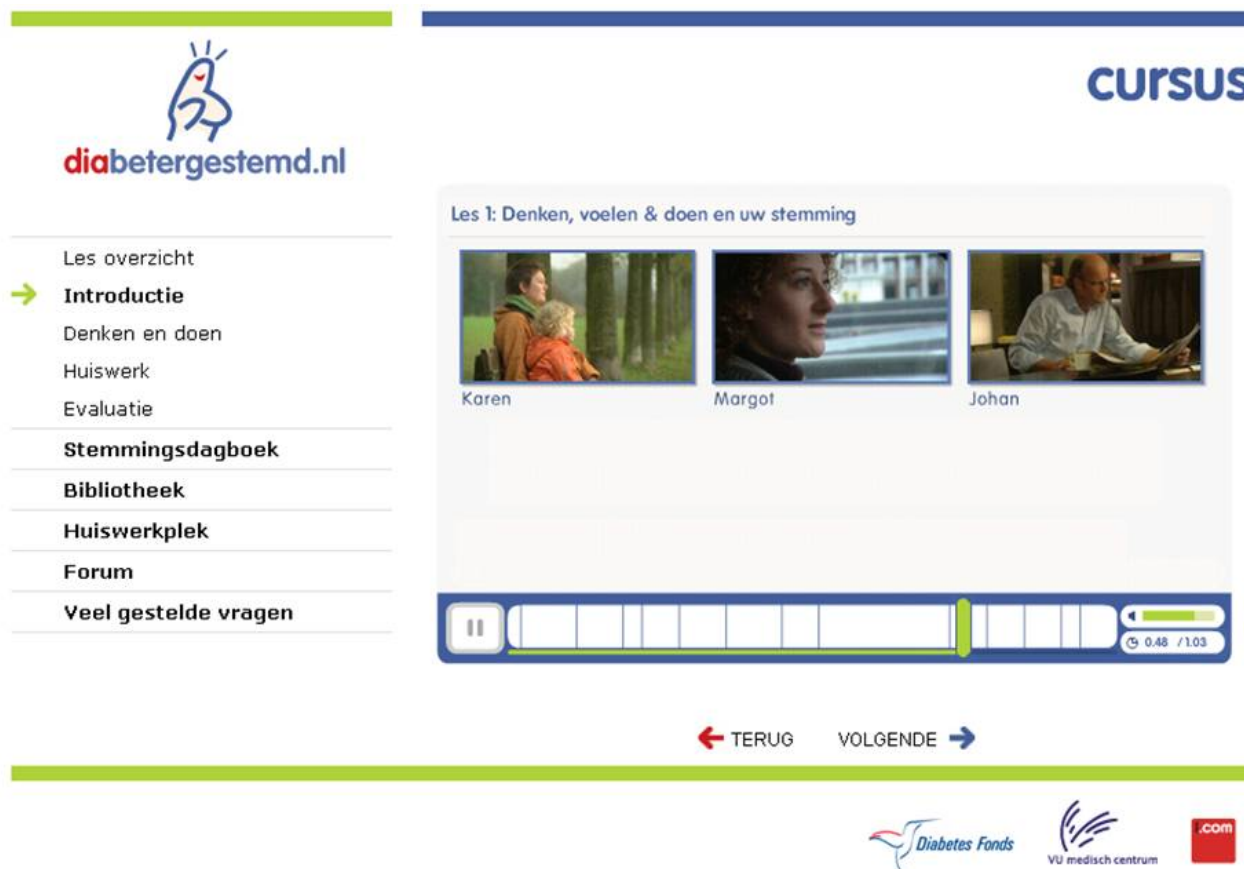 cursus
diabetergestemd.nl
Les overzicht
Introductie
Denken en doen
Huiswerk
Evaluatie
Stemmingsdagboek
Bibliotheek
Huiswerkplek
Forum
Veel gestelde vragen
Les 1: Denken, voelen & doen en uw stemming
Karen Margot Johan
0.48 / 1.03
TERUG VOLGENDE
Diabetes Fonds
VU medisch centrum
i.com